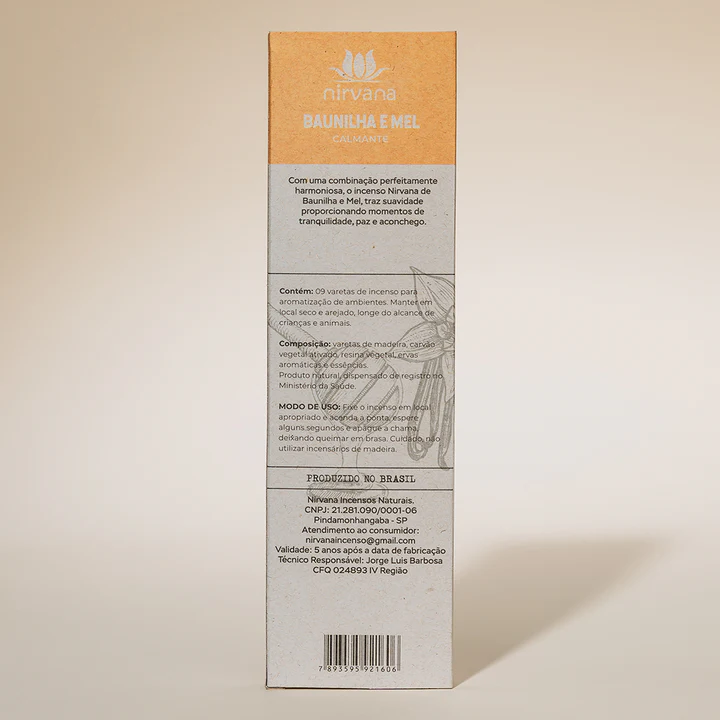 nirvana
BAUNILHA E MEL
CALMANTE
Com uma combinação perfeitamente
harmoniosa, o incenso Nirvana de
Baunilha e Mel, traz suavidade
proporcionando momentos de
tranquilidade, paz e aconchego.
Contém: 09 varetas de incenso para
aromatização de ambientes. Manter em
local seco e arejado, longe do alcance de
crianças e animais.
Composição: varetas de madeira, carvão
vegetal ativado, resina vegetal, ervas
aromáticas e essências.
Produto natural, dispensado de registro no
Ministério da Saúde.
MODO DE USO: Fixe o incenso em local
apropriado e acenda a ponta, espere
alguns segundos e apague a chama,
deixando queimar em brasa. Cuidado, não
utilizar incensários de madeira.
PRODUZIDO NO BRASIL
Nirvana Incensos Naturais.
CNPJ: 21.281.090/0001-06
Pindamonhangaba - SP
Atendimento ao consumidor:
nirvanaincenso@gmail.com
Validade: 5 anos após a data de fabricação
Técnico Responsável: Jorge Luis Barbosa
CFQ 024893 IV Região
7 893595 921606